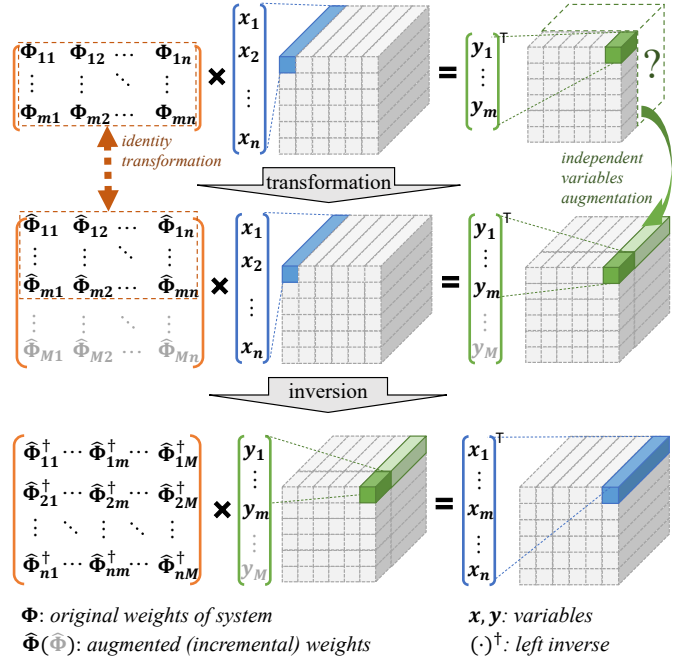 Φ11 Φ12 ⋯ Φ1n
⋮ ⋮ ⋱ ⋮
Φm1 Φm2 ⋯ Φmn
×
x1
x2
⋮
xn
=
y1
⋮
ym
⊤
?
identity
transformation
independent
variables
augmentation
transformation
Φ̂11 Φ̂12 ⋯ Φ̂1n
⋮ ⋮ ⋱ ⋮
Φ̂m1 Φ̂m2 ⋯ Φ̂mn
⋮ ⋮ ⋱ ⋮
Φ̂M1 Φ̂M2 ⋯ Φ̂Mn
×
x1
x2
⋮
xn
=
y1
⋮
ym
⋮
yM
⊤
inversion
Φ̂†11 ⋯ Φ̂†1m ⋯ Φ̂†1M
Φ̂†21 ⋯ Φ̂†2m ⋯ Φ̂†2M
⋮ ⋱ ⋮ ⋱ ⋮
Φ̂†n1 ⋯ Φ̂†nm ⋯ Φ̂†nM
×
y1
⋮
ym
⋮
yM
=
x1
⋮
xm
⋮
xn
⊤
Φ: original weights of system
x, y: variables
Φ̂(Φ̂): augmented (incremental) weights
(·)†: left inverse